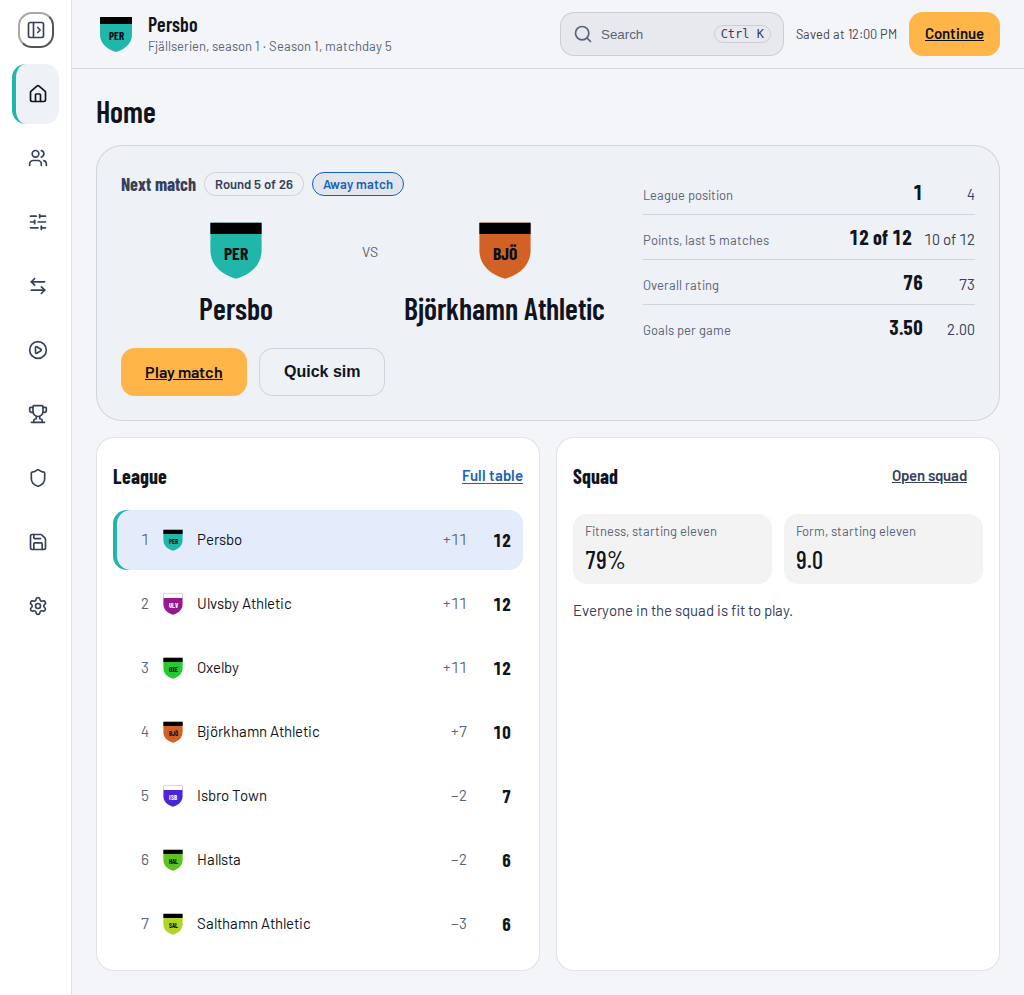 PER
Persbo
Fjällserien, season 1 · Season 1, matchday 5
Search
Ctrl K
Saved at 12:00 PM
Continue
Home
Next match
Round 5 of 26
Away match
PER
VS
BJÖ
Persbo
Björkhamn Athletic
Play match
Quick sim
League position 1 4
Points, last 5 matches 12 of 12 10 of 12
Overall rating 76 73
Goals per game 3.50 2.00
League
Full table
1 PER Persbo +11 12
2 ULV Ulvsby Athletic +11 12
3 OXE Oxelby +11 12
4 BJÖ Björkhamn Athletic +7 10
5 ISB Isbro Town −2 7
6 HAL Hallsta −2 6
7 SAL Salthamn Athletic −3 6
Squad
Open squad
Fitness, starting eleven
79%
Form, starting eleven
9.0
Everyone in the squad is fit to play.